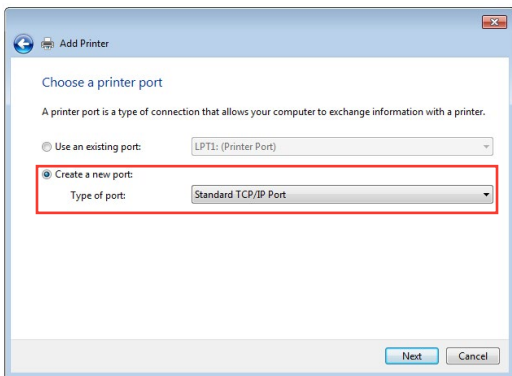 Add Printer
Choose a printer port
A printer port is a type of connection that allows your computer to exchange information with a printer.
Use an existing port: LPT1: (Printer Port)
Create a new port:
Type of port: Standard TCP/IP Port
Next Cancel